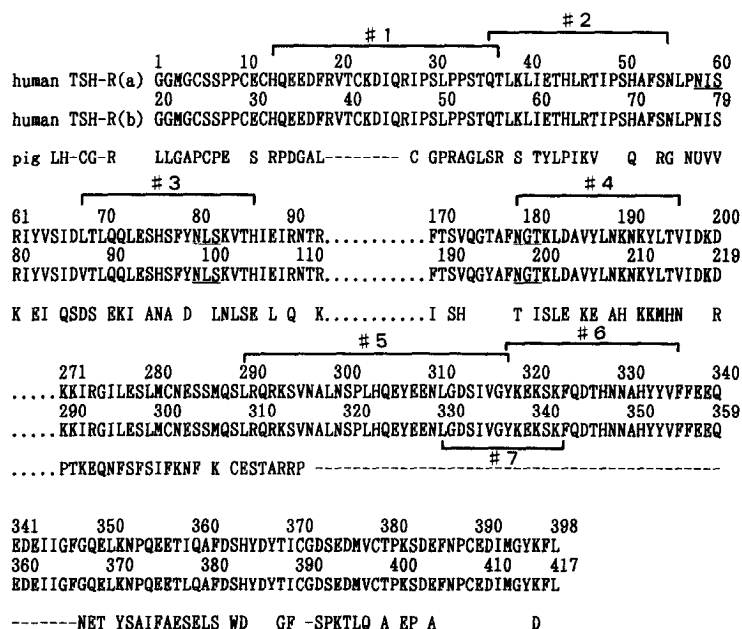 #1 #2
1 10 20 30 40 50 60
human TSH-R(a) GGMGCSSPPCECHQEEDFRVTCKDIQRIPSLPPSTQTLKLIETHLRTIPSHAFSNLPNIS
20 30 40 50 60 70 79
human TSH-R(b) GGMGCSSPPCECHQEEDFRVTCKDIQRIPSLPPSTQTLKLIETHLRTIPSHAFSNLPNIS
pig LH-CG-R LLGAPCPE S RPDGAL-------- C GPRAGLSR S TYLPIKV Q RG NUVV
#3 #4
61 70 80 90 170 180 190 200
RIYVSIDLTLQQLESHSFYNLSKVTHIEIRNTR...........FTSVQGTAFNGTKLDAVYLNKNKYLTVIDKD
80 90 100 110 190 200 210 219
RIYVSIDVTLQQLESHSFYNLSKVTHIEIRNTR...........FTSVQGYAFNGTKLDAVYLNKNKYLTVIDKD
K EI QSDS EKI ANA D LNLSE L Q K...........I SH T ISLE KE AH KKMHN R
#5 #6
271 280 290 300 310 320 330 340
.....KKIRGILESLMCNESSMQSLRQRKSVNALNSPLHQEYEENLGDSIVGYKEKSKFQDTHNNAHYYVFFEEQ
290 300 310 320 330 340 350 359
.....KKIRGILESLMCNESSMQSLRQRKSVNALNSPLHQEYEENLGDSIVGYKEKSKFQDTHNNAHYYVFFEEQ
#7
.....PTKEQNFSFSIFKNF K CESTARRP -------------------------------------------
341 350 360 370 380 390 398
EDEIIGFGQELKNPQEETIQAFDSHYDYTICGDSEDMVCTPKSDEFNPCEDIMGYKFL
360 370 380 390 400 410 417
EDEIIGFGQELKNPQEETLQAFDSHYDYTICGDSEDMVCTPKSDEFNPCEDIMGYKFL
-------NET YSAIFAESELS WD GF -SPKTLQ A EP A D